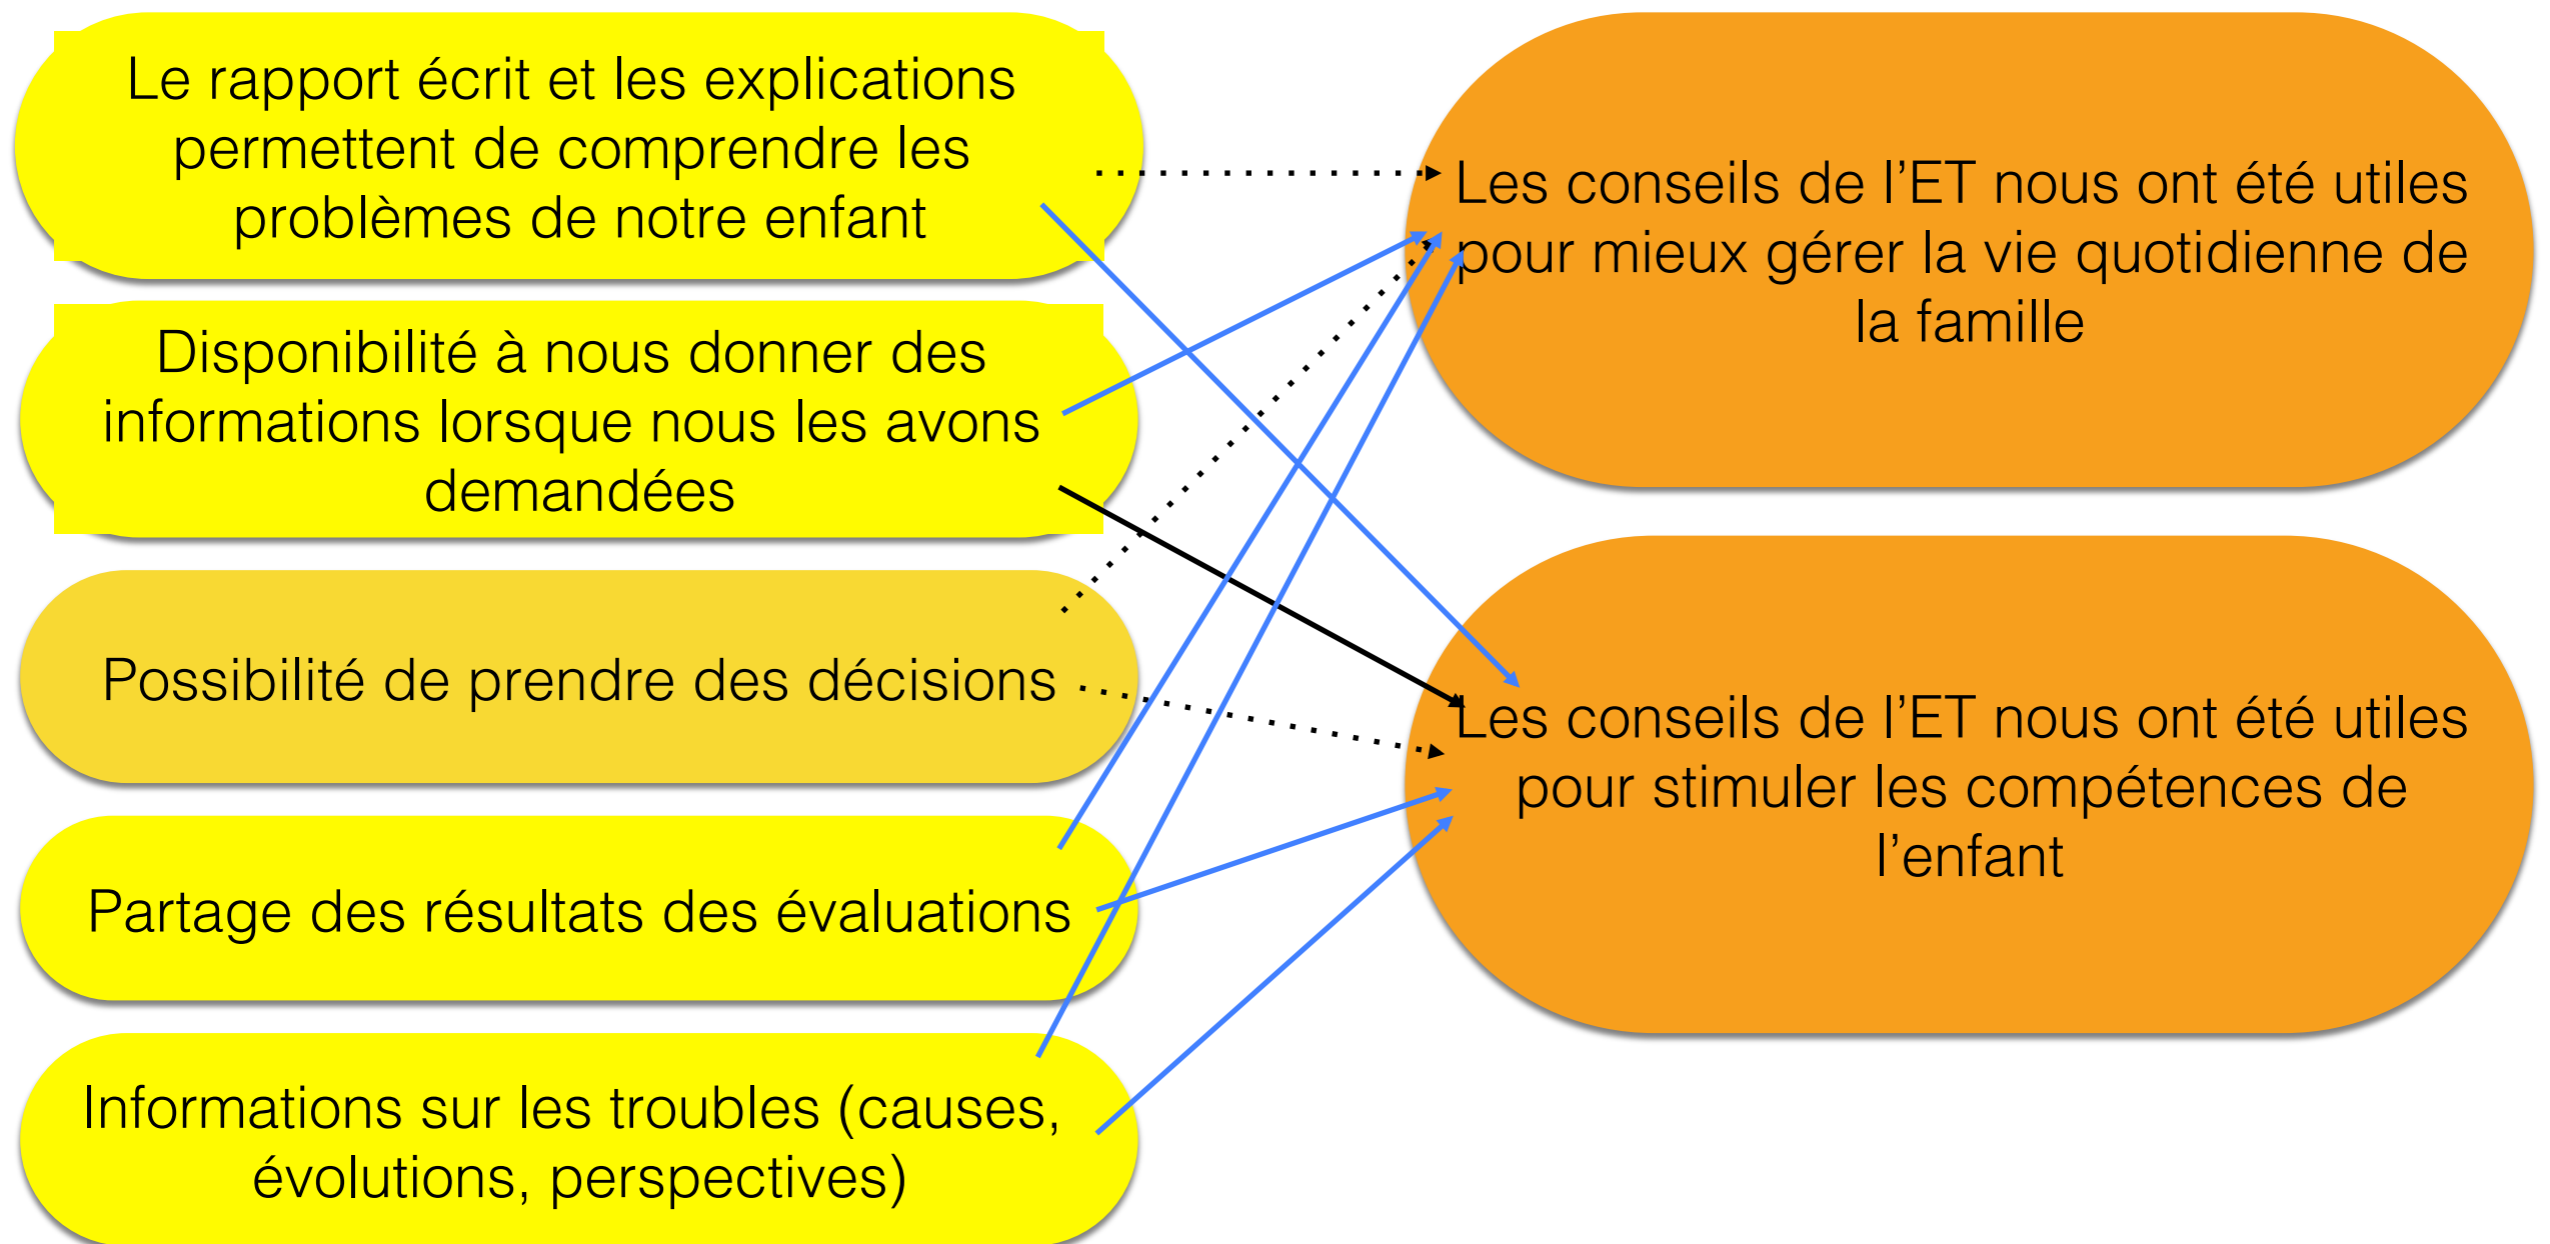 Le rapport écrit et les explications
permettent de comprendre les
problèmes de notre enfant
Disponibilité à nous donner des
informations lorsque nous les avons
demandées
Possibilité de prendre des décisions
Partage des résultats des évaluations
Informations sur les troubles (causes,
évolutions, perspectives)
Les conseils de l’ET nous ont été utiles
pour mieux gérer la vie quotidienne de
la famille
Les conseils de l’ET nous ont été utiles
pour stimuler les compétences de
l’enfant